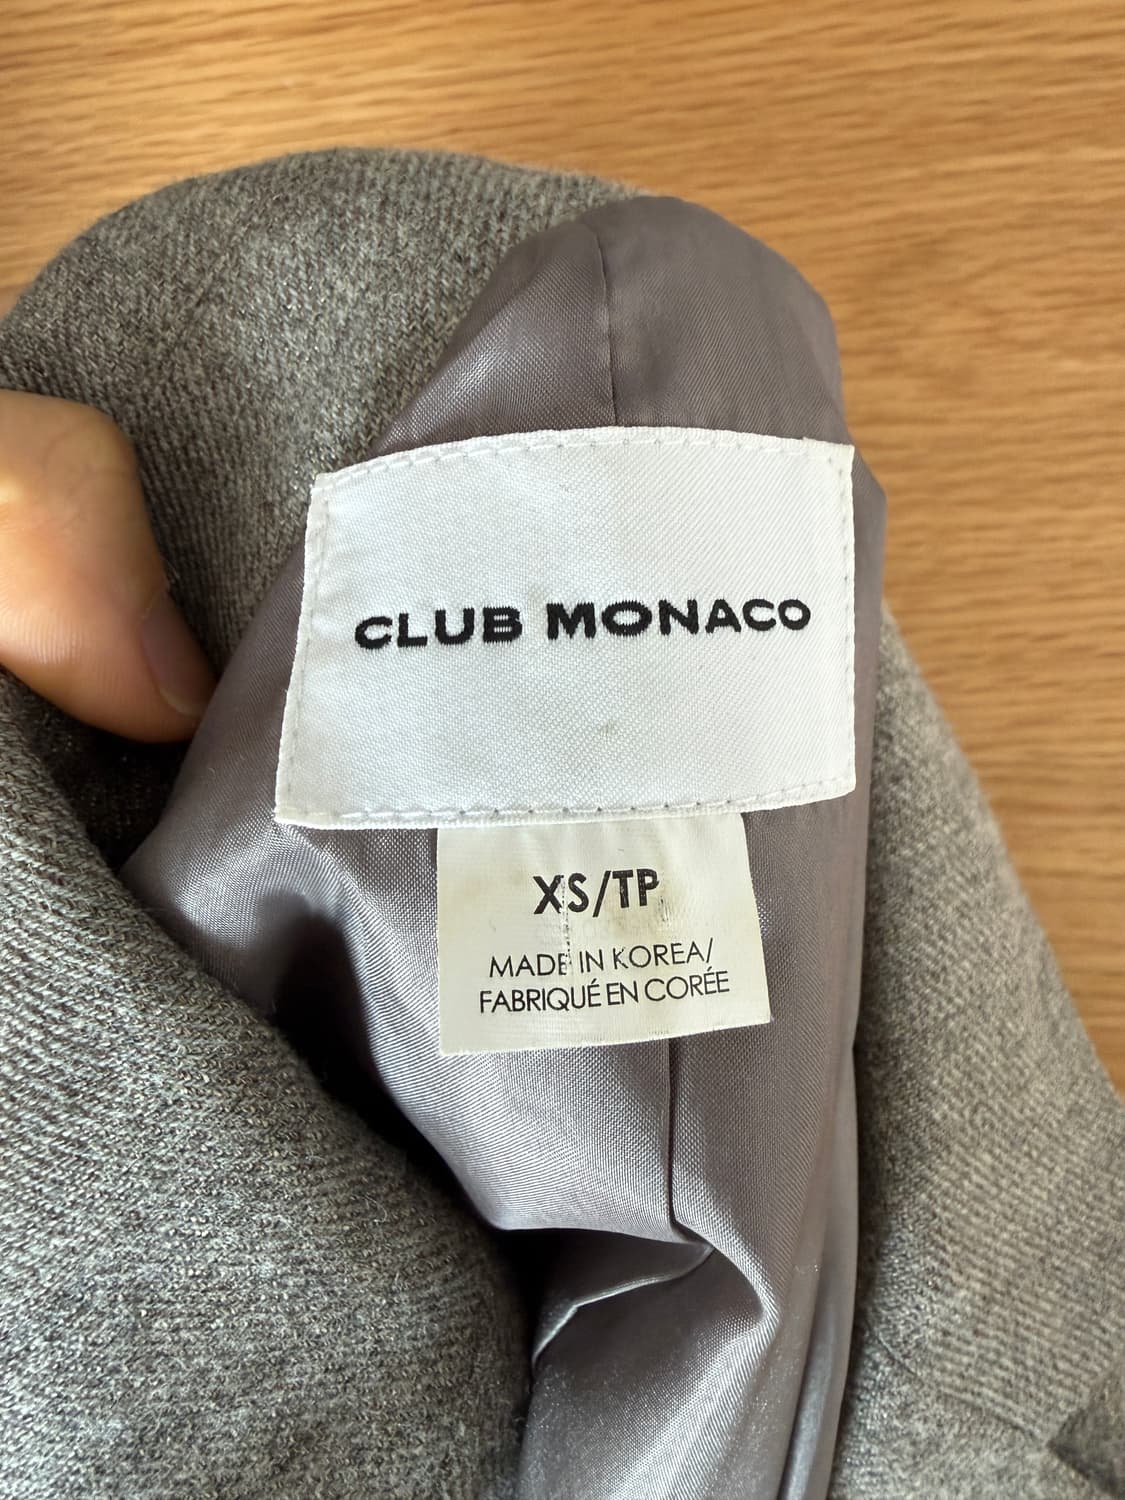 CLUB MONACO
XS/TP
MADE IN KOREA/
FABRIQUÉ EN CORÉE